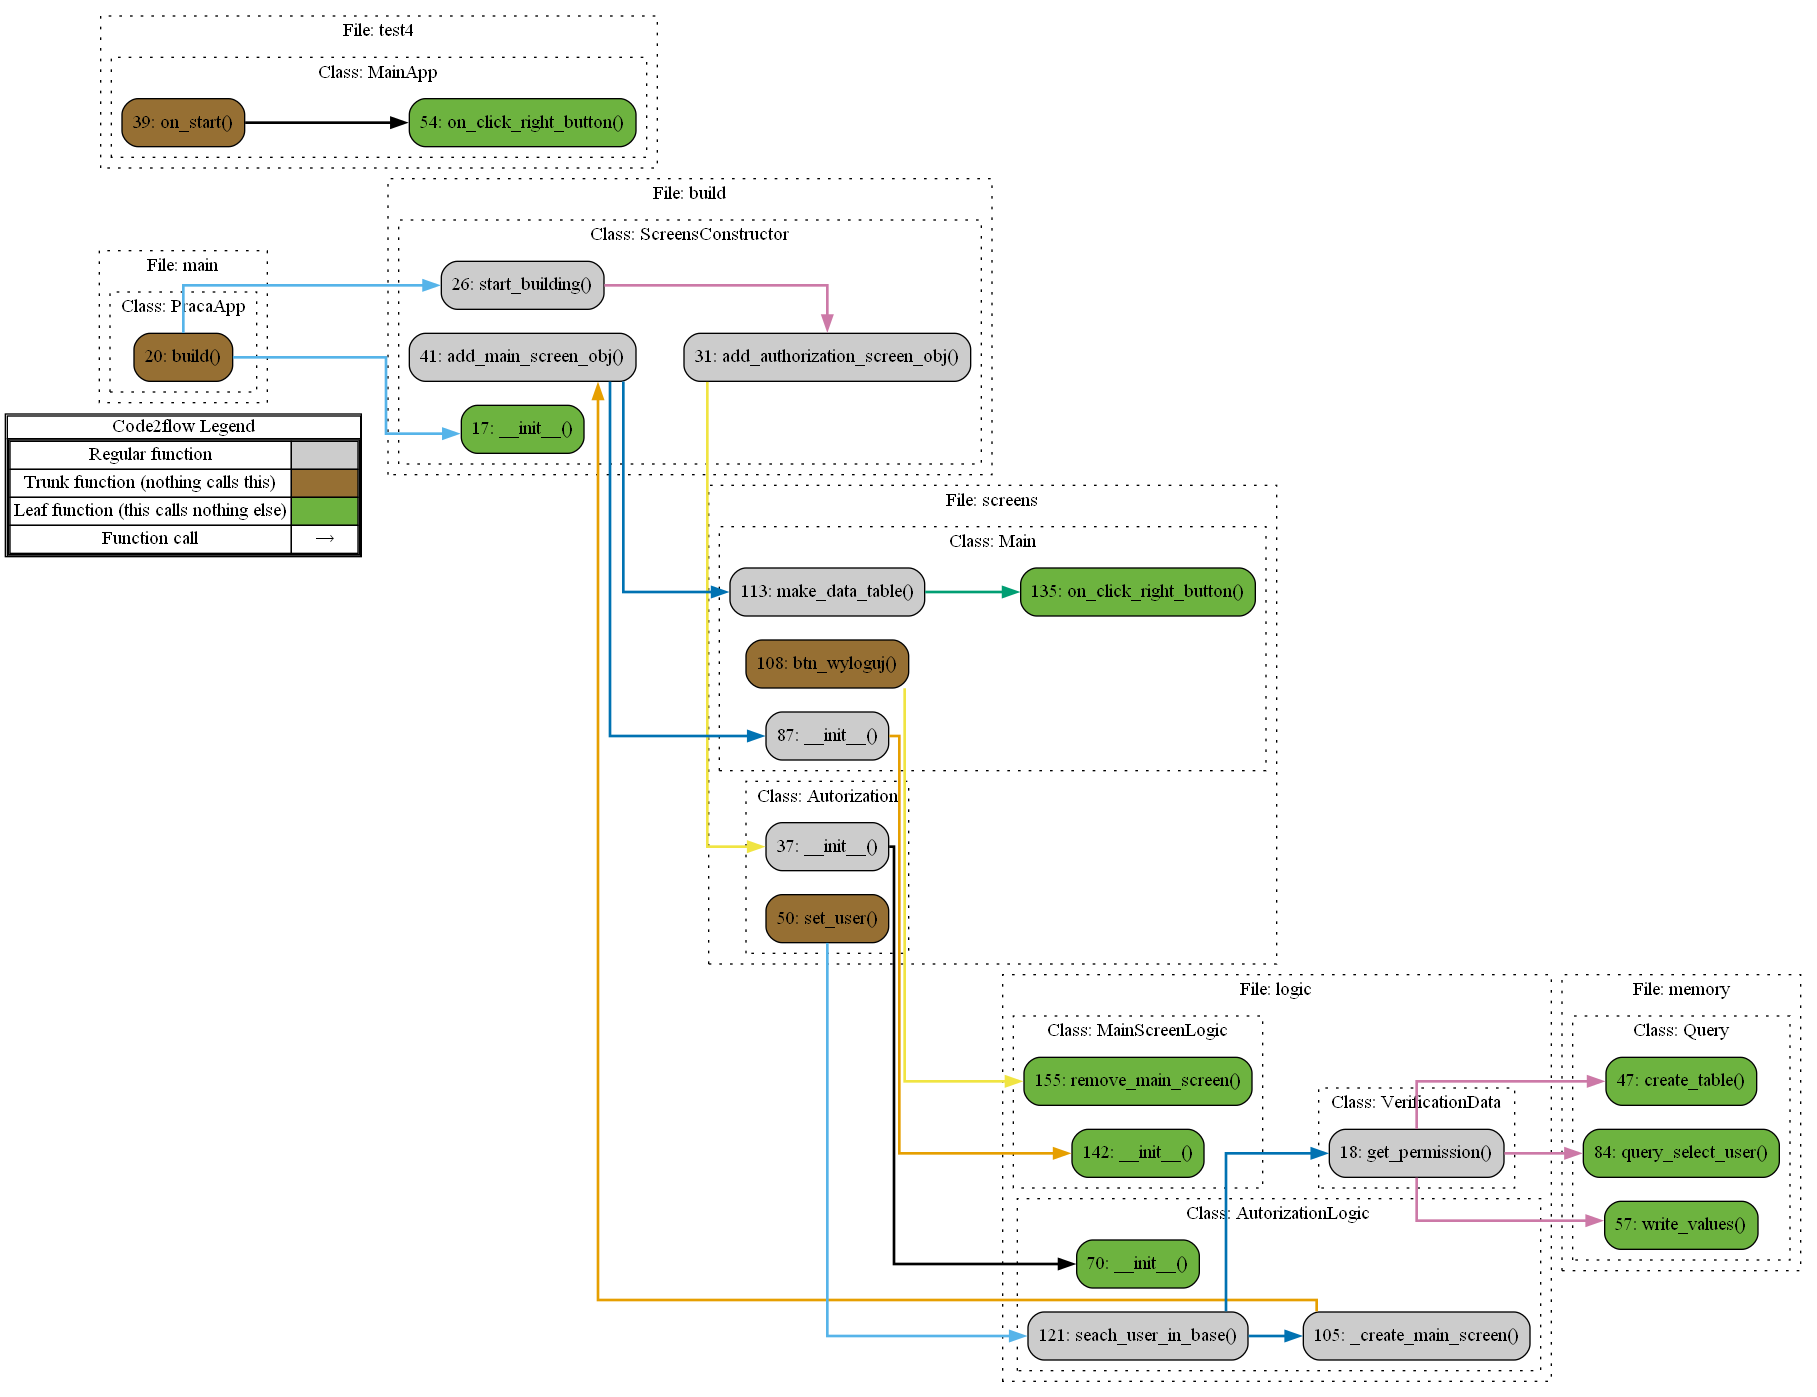 File: test4
Class: MainApp
39: on_start()
54: on_click_right_button()
File: build
Class: ScreensConstructor
26: start_building()
41: add_main_screen_obj()
31: add_authorization_screen_obj()
17: __init__()
File: main
Class: PracaApp
20: build()
Code2flow Legend
Regular function
Trunk function (nothing calls this)
Leaf function (this calls nothing else)
Function call →
File: screens
Class: Main
113: make_data_table()
135: on_click_right_button()
108: btn_wyloguj()
87: __init__()
Class: Autorization
37: __init__()
50: set_user()
File: logic
Class: MainScreenLogic
155: remove_main_screen()
142: __init__()
Class: VerificationData
18: get_permission()
Class: AutorizationLogic
70: __init__()
121: seach_user_in_base()
105: _create_main_screen()
File: memory
Class: Query
47: create_table()
84: query_select_user()
57: write_values()